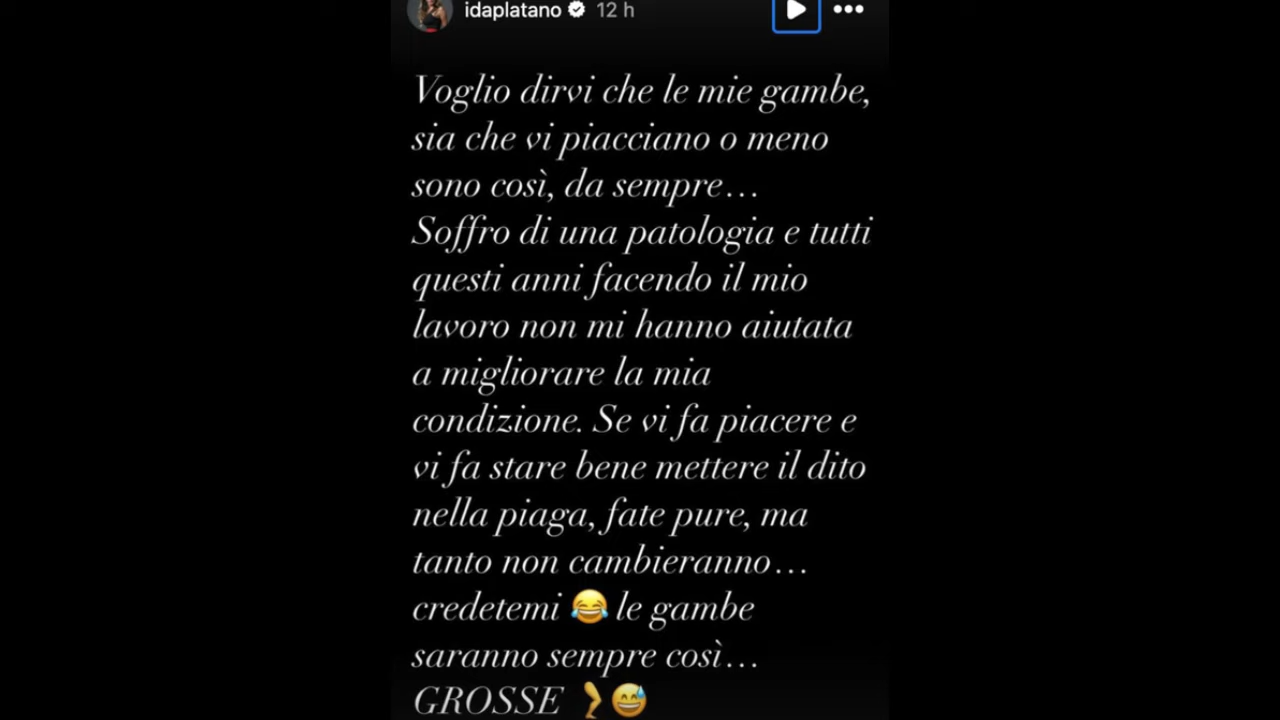 idaplatano 12 h
Voglio dirvi che le mie gambe,
sia che vi piacciano o meno
sono così, da sempre...
Soffro di una patologia e tutti
questi anni facendo il mio
lavoro non mi hanno aiutata
a migliorare la mia
condizione. Se vi fa piacere e
vi fa stare bene mettere il dito
nella piaga, fate pure, ma
tanto non cambieranno...
credetemi 😂 le gambe
saranno sempre così...
GROSSE 🦵😅